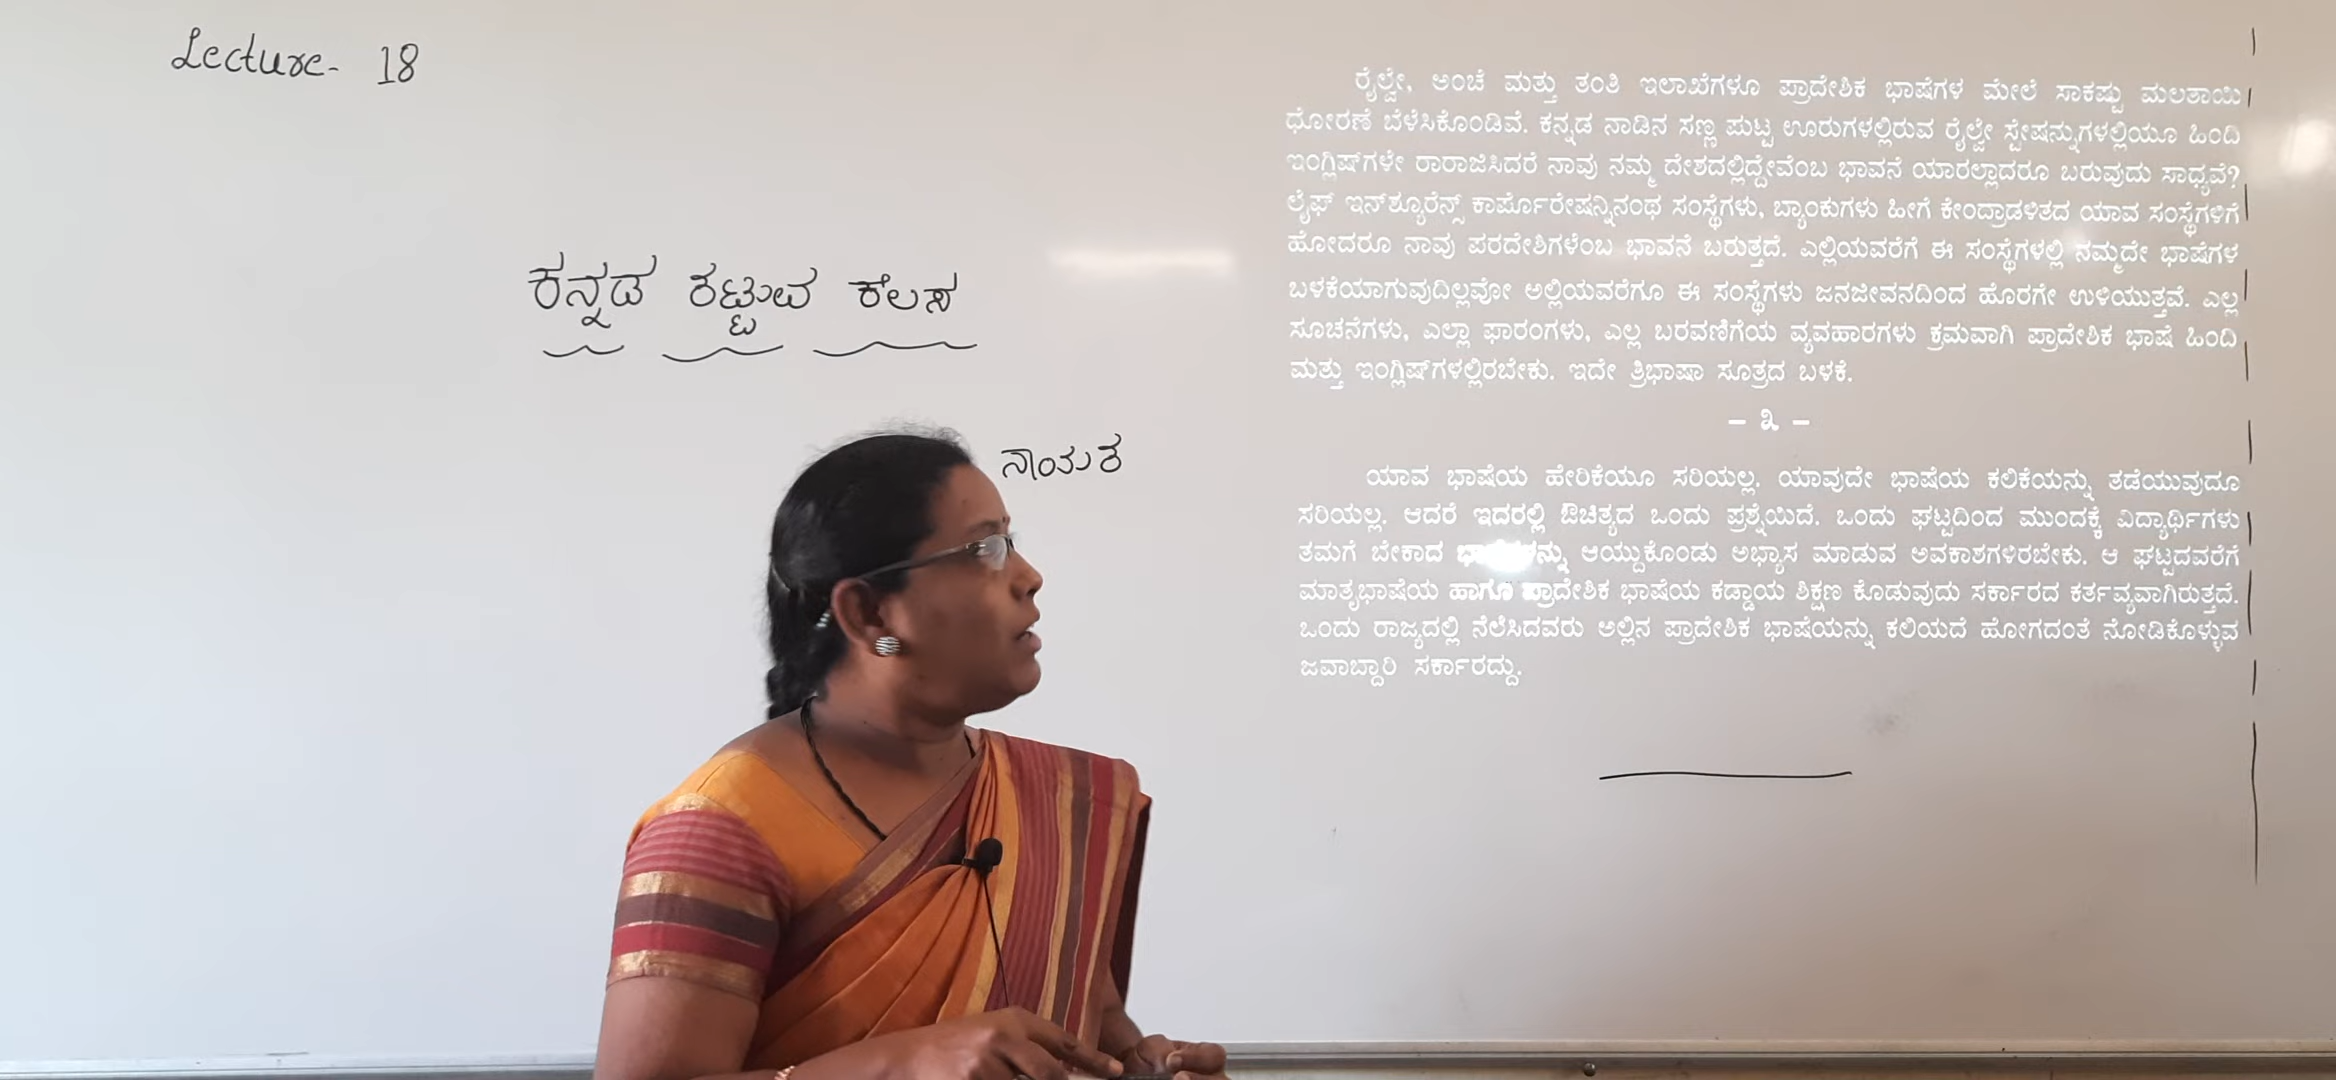 Lecture- 18
ಕನ್ನಡ ಕಟ್ಟುವ ಕೆಲಸ
ನಾಯಕ
ರೈಲ್ವೇ, ಅಂಚೆ ಮತ್ತು ತಂತಿ ಇಲಾಖೆಗಳೂ ಪ್ರಾದೇಶಿಕ ಭಾಷೆಗಳ ಮೇಲೆ ಸಾಕಷ್ಟು ಮಲತಾಯಿ
ಧೋರಣೆ ಬೆಳೆಸಿಕೊಂಡಿವೆ. ಕನ್ನಡ ನಾಡಿನ ಸಣ್ಣ ಪುಟ್ಟ ಊರುಗಳಲ್ಲಿರುವ ರೈಲ್ವೇ ಸ್ಟೇಷನ್ನುಗಳಲ್ಲಿಯೂ ಹಿಂದಿ
ಇಂಗ್ಲಿಷ್‌ಗಳೇ ರಾರಾಜಿಸಿದರೆ ನಾವು ನಮ್ಮ ದೇಶದಲ್ಲಿದ್ದೇವೆಂಬ ಭಾವನೆ ಯಾರಲ್ಲಾದರೂ ಬರುವುದು ಸಾಧ್ಯವೆ?
ಲೈಫ್ ಇನ್‌ಶ್ಯೂರೆನ್ಸ್ ಕಾರ್ಪೊರೇಷನ್ನಿನಂಥ ಸಂಸ್ಥೆಗಳು, ಬ್ಯಾಂಕುಗಳು ಹೀಗೆ ಕೇಂದ್ರಾಡಳಿತದ ಯಾವ ಸಂಸ್ಥೆಗಳಿಗೆ
ಹೋದರೂ ನಾವು ಪರದೇಶಿಗಳೆಂಬ ಭಾವನೆ ಬರುತ್ತದೆ. ಎಲ್ಲಿಯವರೆಗೆ ಈ ಸಂಸ್ಥೆಗಳಲ್ಲಿ ನಮ್ಮದೇ ಭಾಷೆಗಳ
ಬಳಕೆಯಾಗುವುದಿಲ್ಲವೋ ಅಲ್ಲಿಯವರೆಗೂ ಈ ಸಂಸ್ಥೆಗಳು ಜನಜೀವನದಿಂದ ಹೊರಗೇ ಉಳಿಯುತ್ತವೆ. ಎಲ್ಲ
ಸೂಚನೆಗಳು, ಎಲ್ಲಾ ಫಾರಂಗಳು, ಎಲ್ಲ ಬರವಣಿಗೆಯ ವ್ಯವಹಾರಗಳು ಕ್ರಮವಾಗಿ ಪ್ರಾದೇಶಿಕ ಭಾಷೆ ಹಿಂದಿ
ಮತ್ತು ಇಂಗ್ಲಿಷ್‌ಗಳಲ್ಲಿರಬೇಕು. ಇದೇ ತ್ರಿಭಾಷಾ ಸೂತ್ರದ ಬಳಕೆ.
– ೩ –
ಯಾವ ಭಾಷೆಯ ಹೇರಿಕೆಯೂ ಸರಿಯಲ್ಲ. ಯಾವುದೇ ಭಾಷೆಯ ಕಲಿಕೆಯನ್ನು ತಡೆಯುವುದೂ
ಸರಿಯಲ್ಲ. ಆದರೆ ಇದರಲ್ಲಿ ಔಚಿತ್ಯದ ಒಂದು ಪ್ರಶ್ನೆಯಿದೆ. ಒಂದು ಘಟ್ಟದಿಂದ ಮುಂದಕ್ಕೆ ವಿದ್ಯಾರ್ಥಿಗಳು
ತಮಗೆ ಬೇಕಾದ ಆಯ್ದುಕೊಂಡು ಅಭ್ಯಾಸ ಮಾಡುವ ಅವಕಾಶಗಳಿರಬೇಕು. ಆ ಘಟ್ಟದವರೆಗೆ
ಮಾತೃಭಾಷೆಯ ಹಾಗೂ ಪ್ರಾದೇಶಿಕ ಭಾಷೆಯ ಕಡ್ಡಾಯ ಶಿಕ್ಷಣ ಕೊಡುವುದು ಸರ್ಕಾರದ ಕರ್ತವ್ಯವಾಗಿರುತ್ತದೆ.
ಒಂದು ರಾಜ್ಯದಲ್ಲಿ ನೆಲೆಸಿದವರು ಅಲ್ಲಿನ ಪ್ರಾದೇಶಿಕ ಭಾಷೆಯನ್ನು ಕಲಿಯದೆ ಹೋಗದಂತೆ ನೋಡಿಕೊಳ್ಳುವ
ಜವಾಬ್ದಾರಿ ಸರ್ಕಾರದ್ದು.